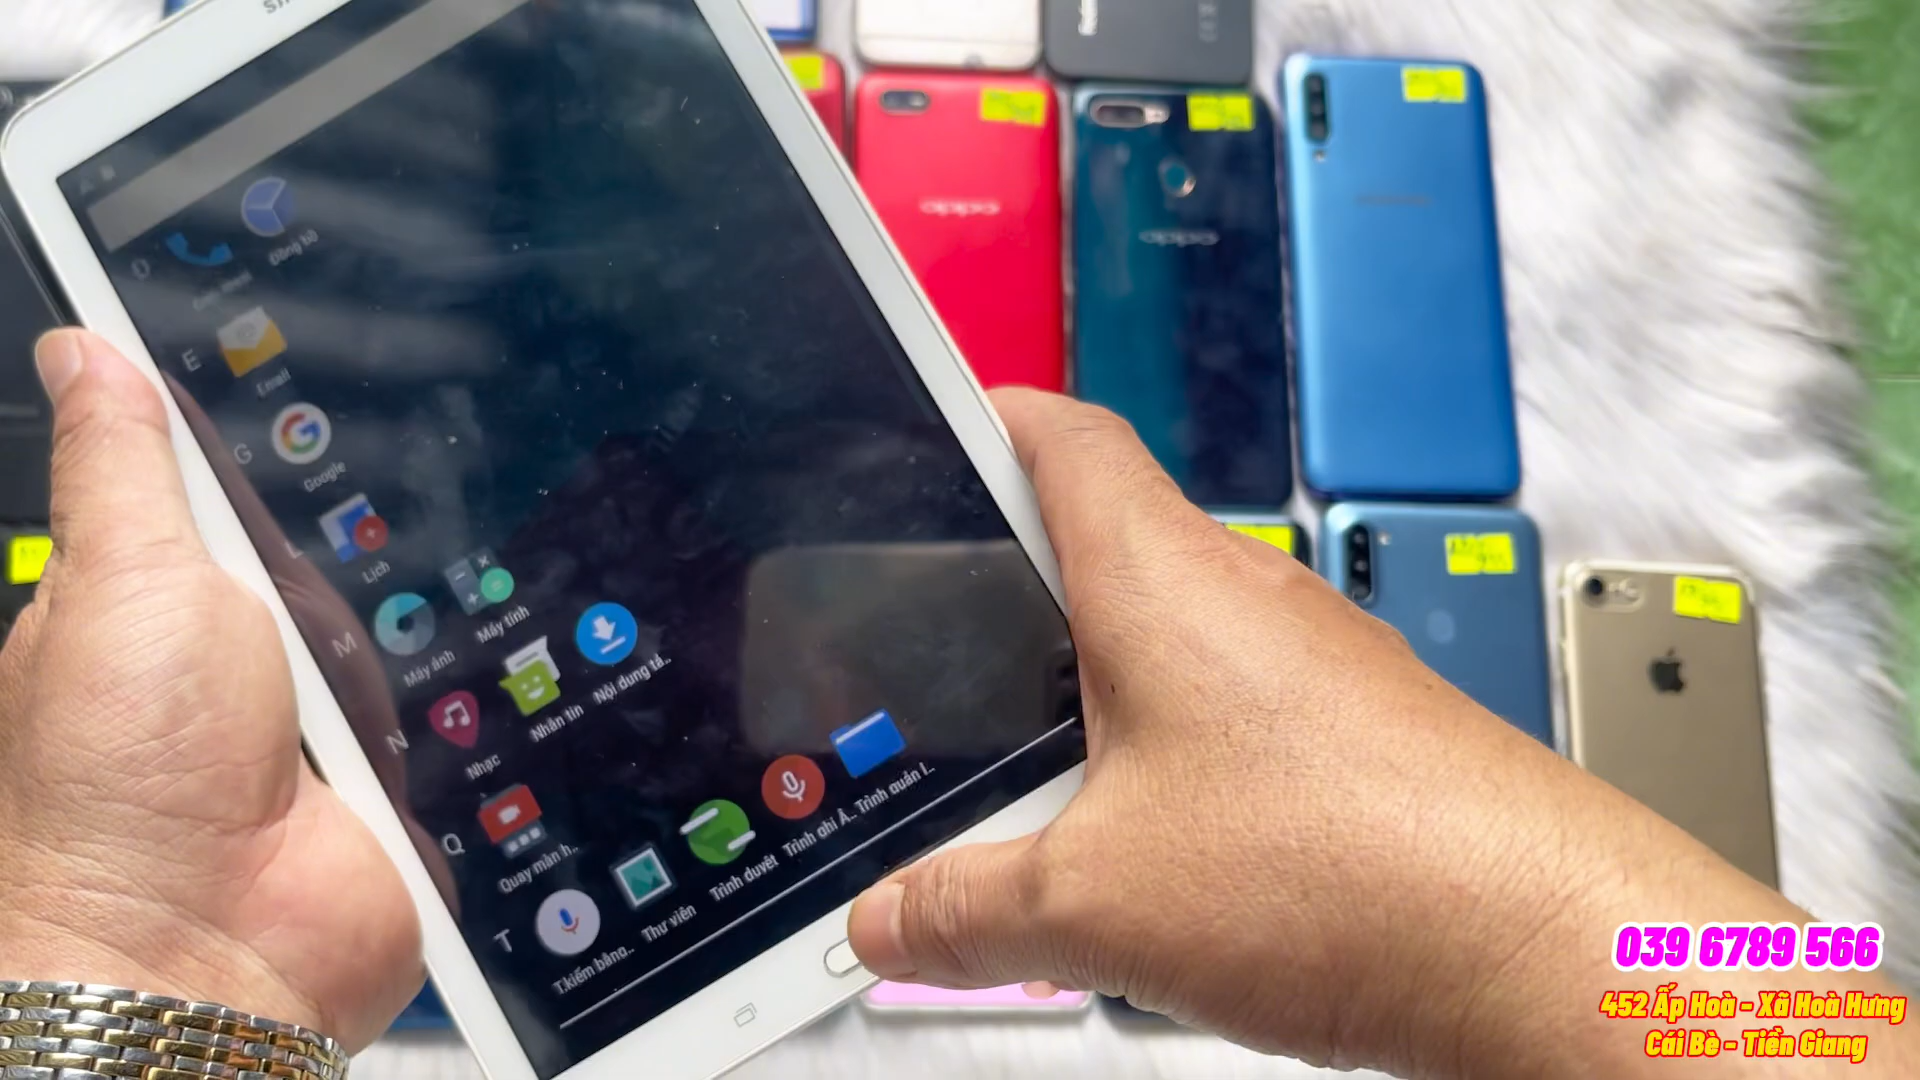 oppo
oppo
Đ
Đồng hồ
E
Email
G
Google
L
Lịch
M
Máy ảnh
Máy tính
N
Nhạc
Nhắn tin
Nội dung tả..
Q
Quay màn h..
T
T.kiếm bằng..
Thư viện
Trình duyệt
Trình ghi Â..
Trình quản l..
039 6789 566
452 Ấp Hoà - Xã Hoà Hưng
Cái Bè - Tiền Giang